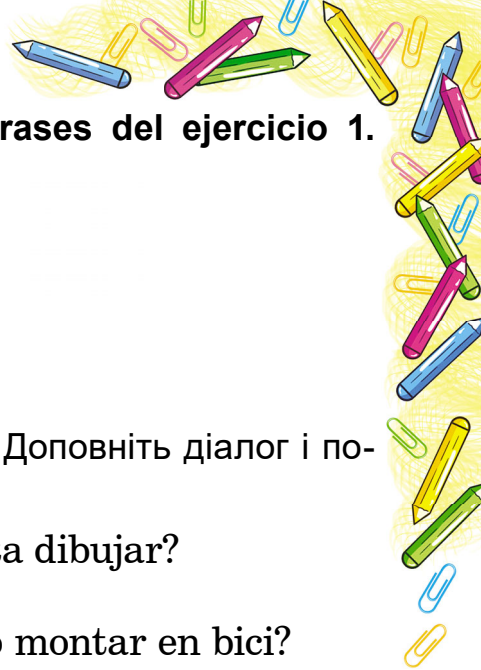 rases del ejercicio 1.
Доповніть діалог і по-
a dibujar?
o montar en bici?